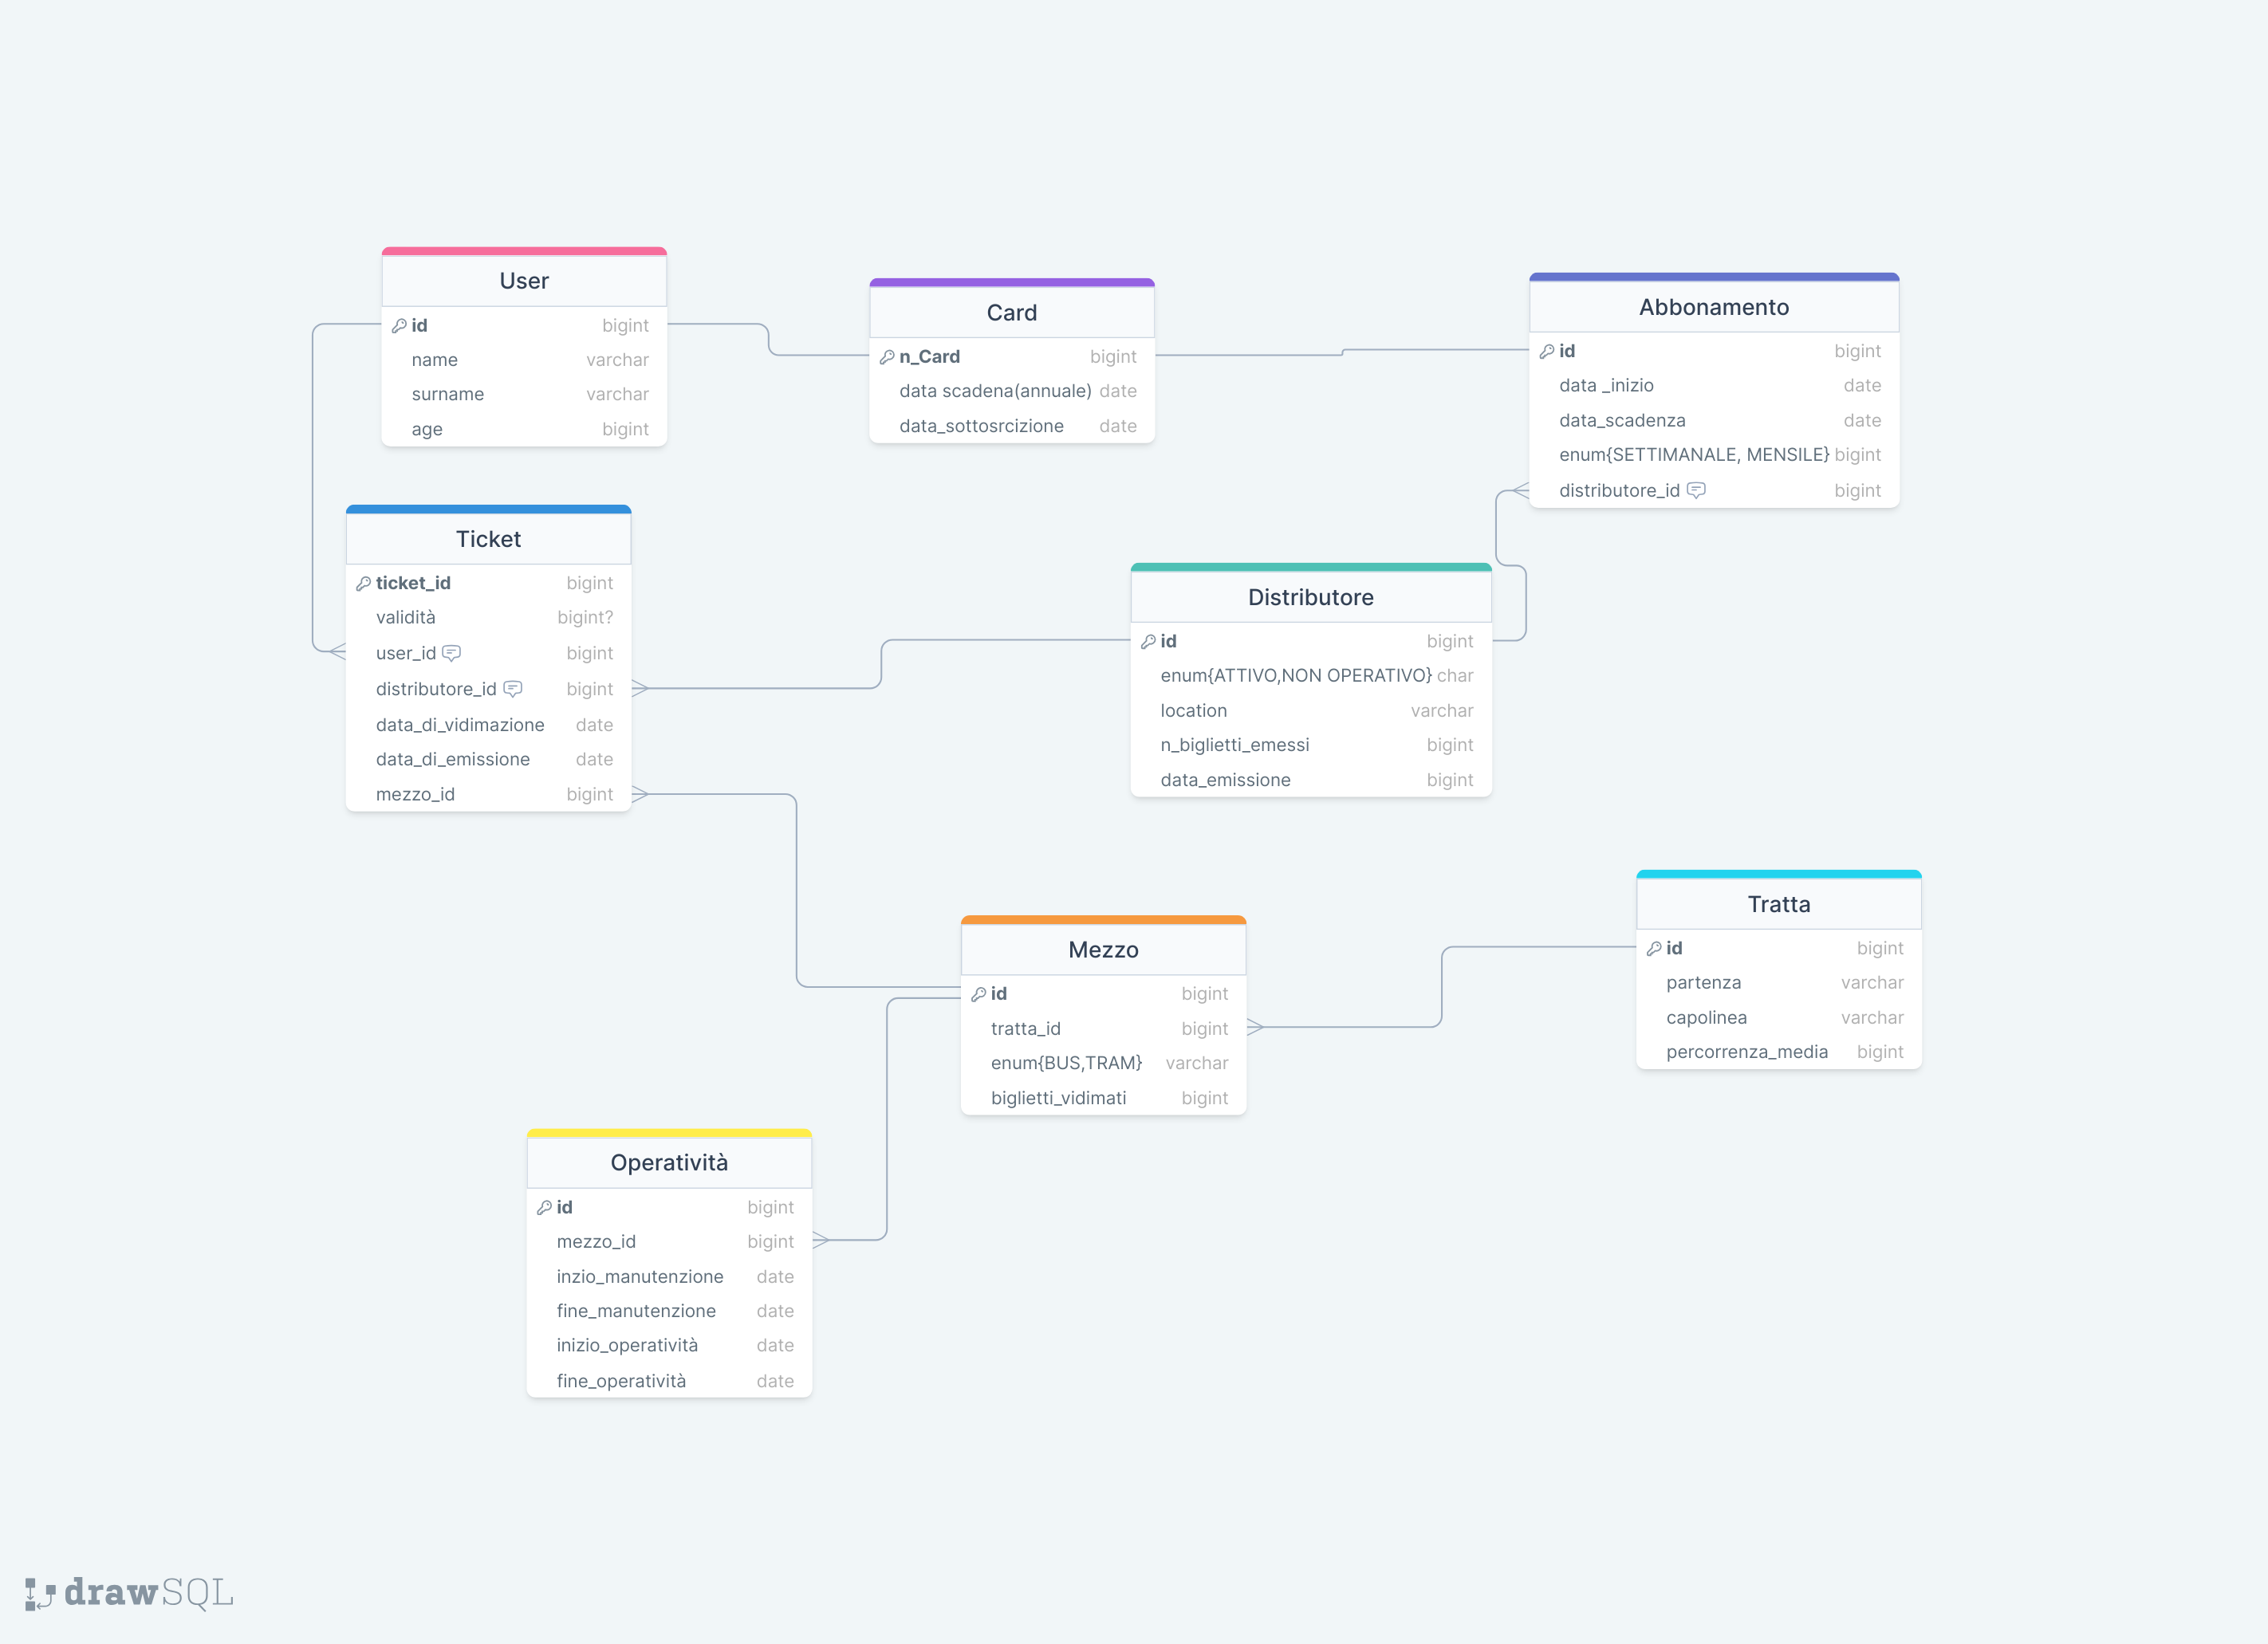 User
id bigint
name varchar
surname varchar
age bigint
Card
n_Card bigint
data scadena(annuale) date
data_sottosrcizione date
Abbonamento
id bigint
data _inizio date
data_scadenza date
enum{SETTIMANALE, MENSILE} bigint
distributore_id bigint
Ticket
ticket_id bigint
validità bigint?
user_id bigint
distributore_id bigint
data_di_vidimazione date
data_di_emissione date
mezzo_id bigint
Distributore
id bigint
enum{ATTIVO,NON OPERATIVO} char
location varchar
n_biglietti_emessi bigint
data_emissione bigint
Mezzo
id bigint
tratta_id bigint
enum{BUS,TRAM} varchar
biglietti_vidimati bigint
Tratta
id bigint
partenza varchar
capolinea varchar
percorrenza_media bigint
Operatività
id bigint
mezzo_id bigint
inzio_manutenzione date
fine_manutenzione date
inizio_operatività date
fine_operatività date
drawSQL